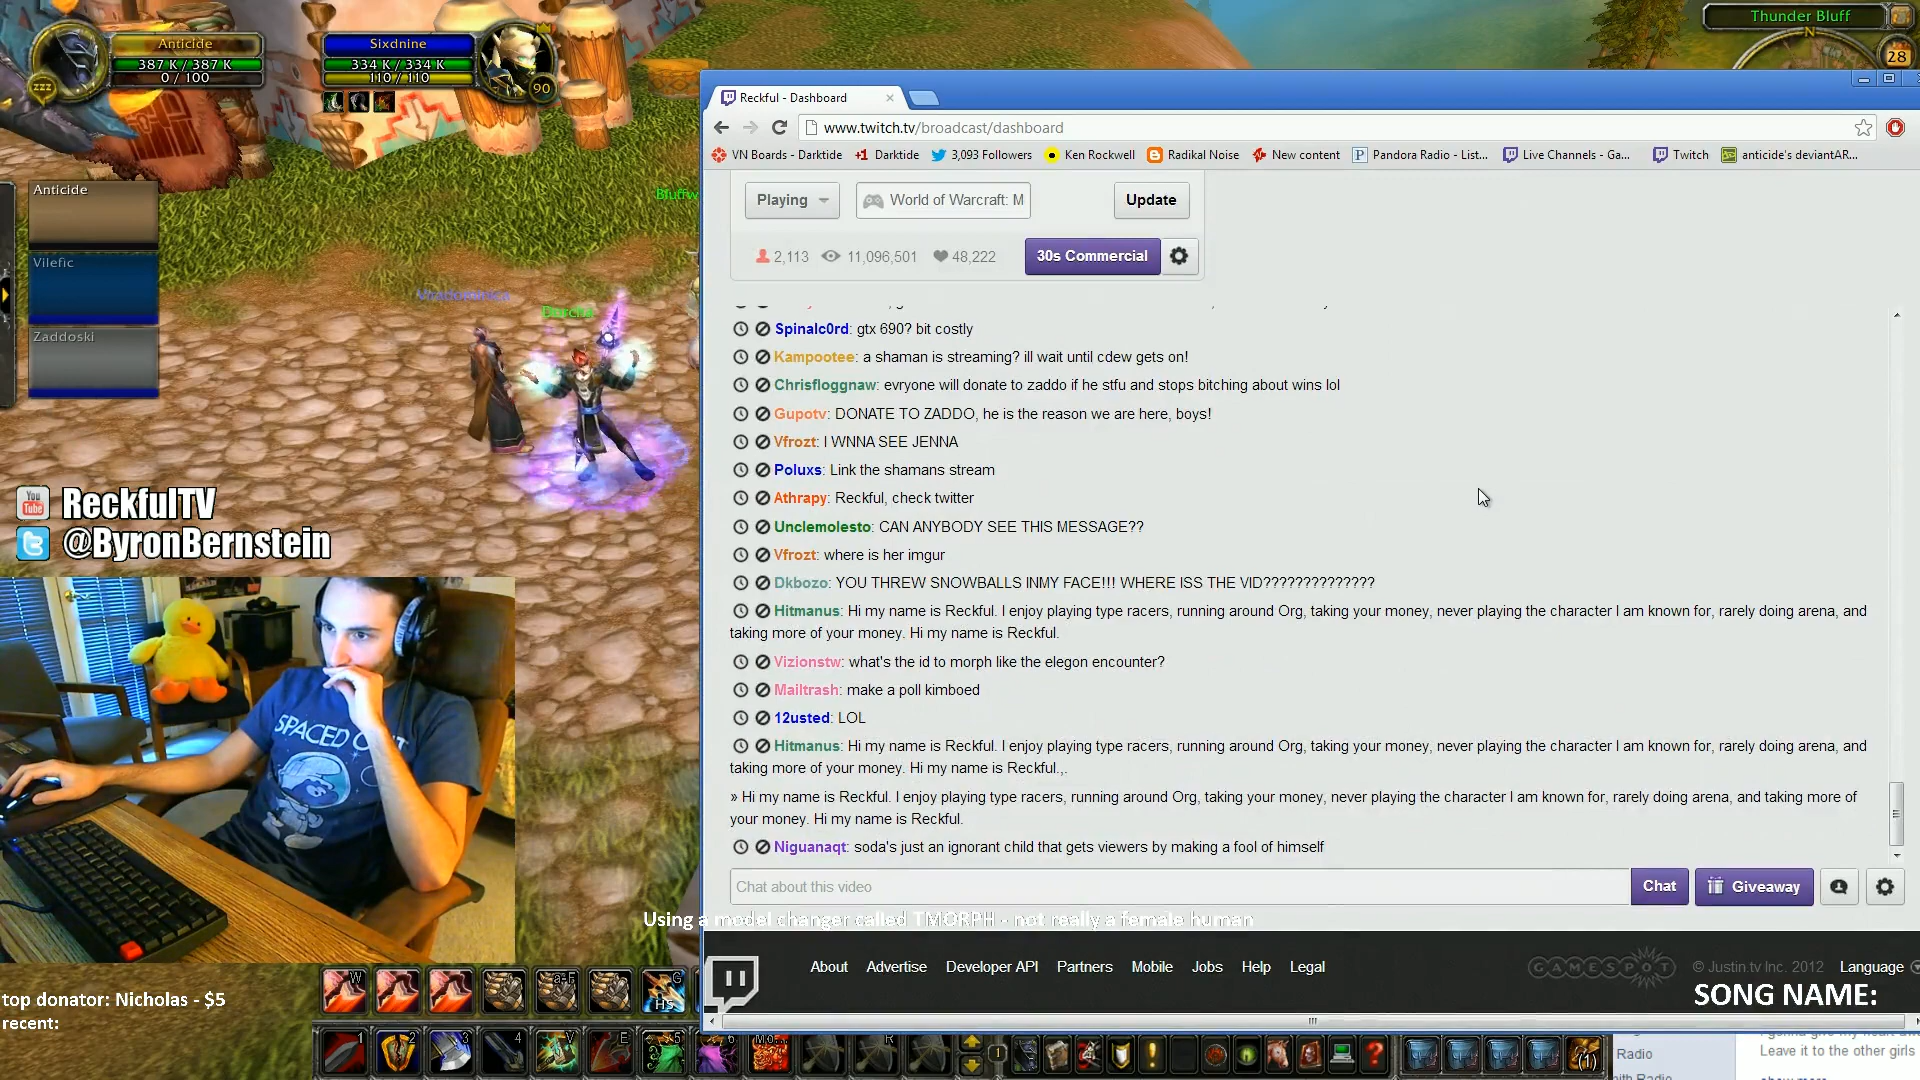 Anticide
387 K / 387 K
0 / 100
zzz
Sixdnine
334 K / 334 K
110 / 110
90
Thunder Bluff
N
28
Anticide
Vilefic
Zaddoski
Reckful - Dashboard
www.twitch.tv/broadcast/dashboard
VN Boards - Darktide
+1 Darktide
3,093 Followers
Ken Rockwell
Radikal Noise
New content
Pandora Radio - List...
Live Channels - Ga...
Twitch
anticide's deviantAR...
Playing
World of Warcraft: M
Update
2,113
11,096,501
48,222
30s Commercial
Spinalc0rd: gtx 690? bit costly
Kampootee: a shaman is streaming? ill wait until cdew gets on!
Chrisfloggnaw: evryone will donate to zaddo if he stfu and stops bitching about wins lol
Gupotv: DONATE TO ZADDO, he is the reason we are here, boys!
Vfrozt: I WNNA SEE JENNA
Poluxs: Link the shamans stream
Athrapy: Reckful, check twitter
Unclemolesto: CAN ANYBODY SEE THIS MESSAGE??
Vfrozt: where is her imgur
Dkbozo: YOU THREW SNOWBALLS INMY FACE!!! WHERE ISS THE VID??????????????
Hitmanus: Hi my name is Reckful. I enjoy playing type racers, running around Org, taking your money, never playing the character I am known for, rarely doing arena, and
taking more of your money. Hi my name is Reckful.
Vizionstw: what's the id to morph like the elegon encounter?
Mailtrash: make a poll kimboed
12usted: LOL
Hitmanus: Hi my name is Reckful. I enjoy playing type racers, running around Org, taking your money, never playing the character I am known for, rarely doing arena, and
taking more of your money. Hi my name is Reckful.,.
» Hi my name is Reckful. I enjoy playing type racers, running around Org, taking your money, never playing the character I am known for, rarely doing arena, and taking more of
your money. Hi my name is Reckful.
Niguanaqt: soda's just an ignorant child that gets viewers by making a fool of himself
Chat about this video
Chat
Giveaway
Using a model changer called TMORPH - not really a female human
About
Advertise
Developer API
Partners
Mobile
Jobs
Help
Legal
GAMESPOT
© Justin.tv Inc. 2012
Language
SONG NAME:
You Tube
ReckfulTV
@ByronBernstein
SPACED
top donator: Nicholas - $5
recent:
Radio
Leave it to the other girls